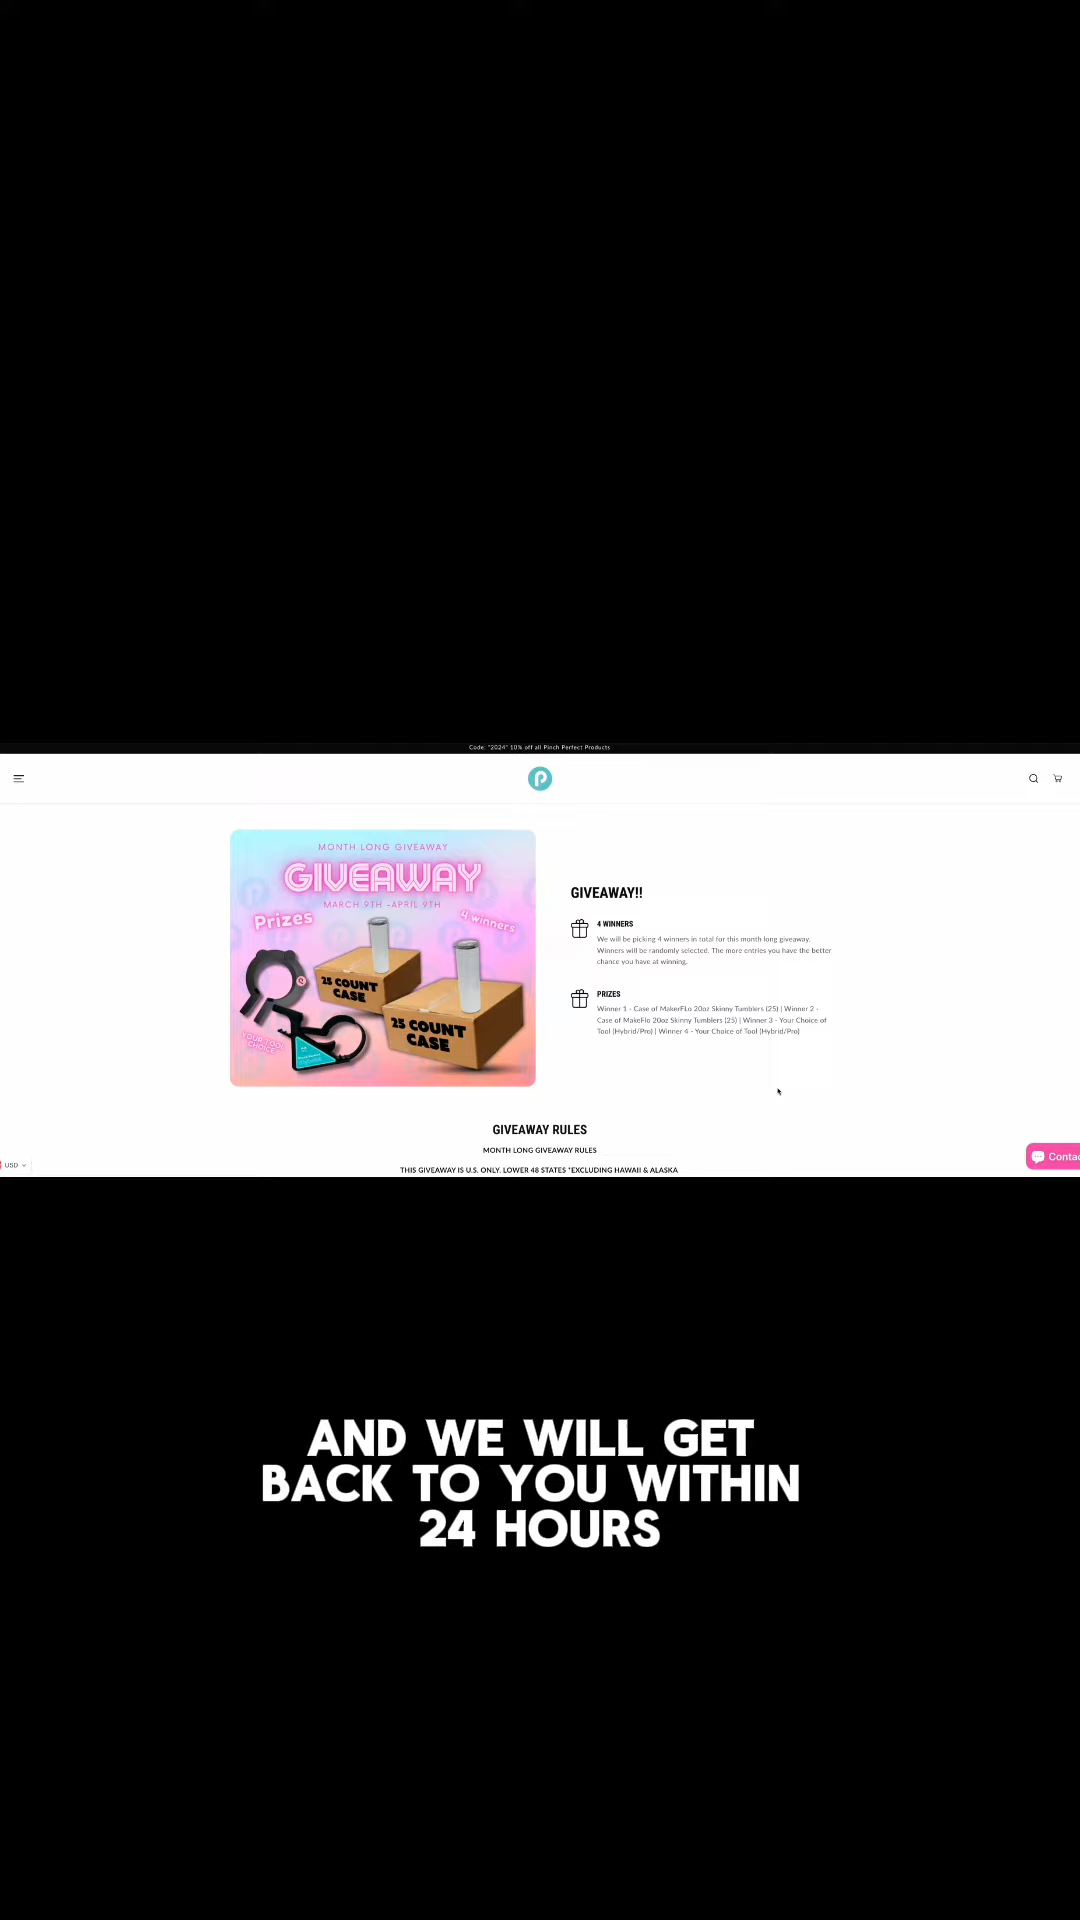 Code: "2024" 10% off all Pinch Perfect Products
MONTH LONG GIVEAWAY
GIVEAWAY
MARCH 9TH -APRIL 9TH
Prizes
4 winners
25 COUNT
CASE
25 COUNT
CASE
YOUR TOOL
CHOICE
GIVEAWAY!!
4 WINNERS
We will be picking 4 winners in total for this month long giveaway.
Winners will be randomly selected. The more entries you have the better
chance you have at winning.
PRIZES
Winner 1 - Case of MakerFLo 20oz Skinny Tumblers (25) | Winner 2 -
Case of MakeFlo 20oz Skinny Tumblers (25) | Winner 3 - Your Choice of
Tool (Hybrid/Pro) | Winner 4 - Your Choice of Tool (Hybrid/Pro)
GIVEAWAY RULES
MONTH LONG GIVEAWAY RULES
THIS GIVEAWAY IS U.S. ONLY. LOWER 48 STATES *EXCLUDING HAWAII & ALASKA
USD
Contac
AND WE WILL GET
BACK TO YOU WITHIN
24 HOURS